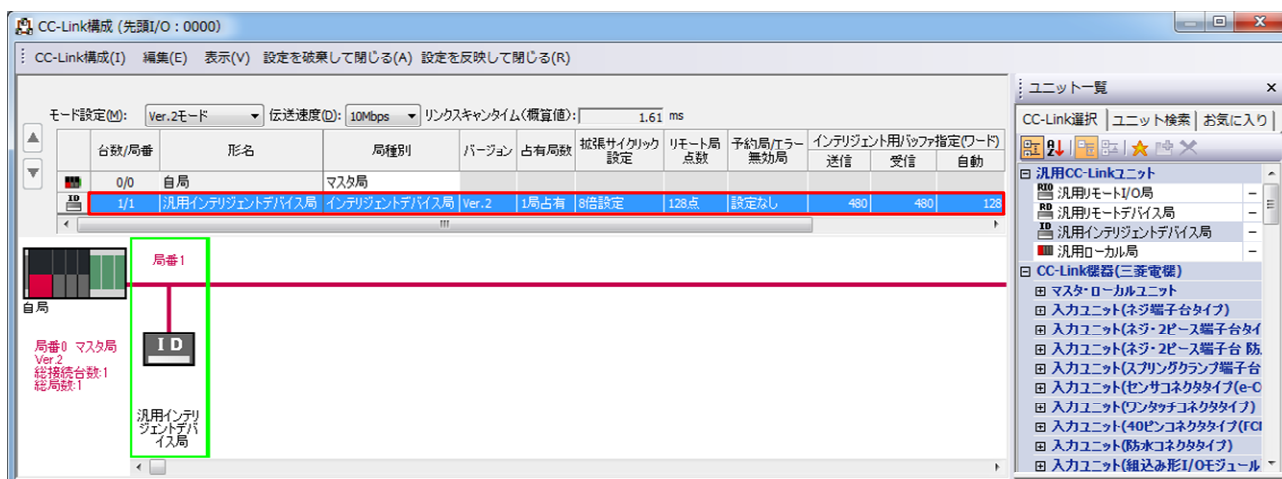 CC-Link構成 (先頭I/O : 0000)
CC-Link構成(I) 編集(E) 表示(V) 設定を破棄して閉じる(A) 設定を反映して閉じる(R)
モード設定(M): Ver.2モード 伝送速度(D): 10Mbps リンクスキャンタイム(概算値): 1.61 ms
台数/局番 形名 局種別 バージョン 占有局数 拡張サイクリック設定 リモート局点数 予約局/エラー無効局 インテリジェント用バッファ指定(ワード)
送信 受信 自動
0/0 自局 マスタ局
1/1 汎用インテリジェントデバイス局 インテリジェントデバイス局 Ver.2 1局占有 8倍設定 128点 設定なし 480 480 128
局番1
自局
局番0 マスタ局
Ver.2
総接続台数:1
総局数:1
ID
汎用インテリ
ジェントデバ
イス局
ユニット一覧
CC-Link選択 ユニット検索 お気に入り
汎用CC-Linkユニット
RIO 汎用リモートI/O局 -
RD 汎用リモートデバイス局 -
ID 汎用インテリジェントデバイス局 -
汎用ローカル局 -
CC-Link機器(三菱電機)
マスタ・ローカルユニット
入力ユニット(ネジ端子台タイプ)
入力ユニット(ネジ・2ピース端子台タイ
入力ユニット(ネジ・2ピース端子台 防
入力ユニット(スプリングクランプ端子台
入力ユニット(センサコネクタタイプ(e-C
入力ユニット(ワンタッチコネクタタイプ)
入力ユニット(40ピンコネクタタイプ(FC
入力ユニット(防水コネクタタイプ)
入力ユニット(組込み形I/Oモジュール